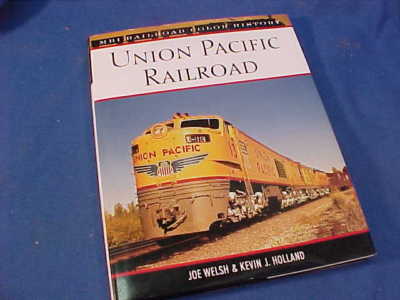 MBI RAILROAD COLOR HISTORY
UNION PACIFIC
RAILROAD
UNION PACIFIC
JOE WELSH & KEVIN J. HOLLAND